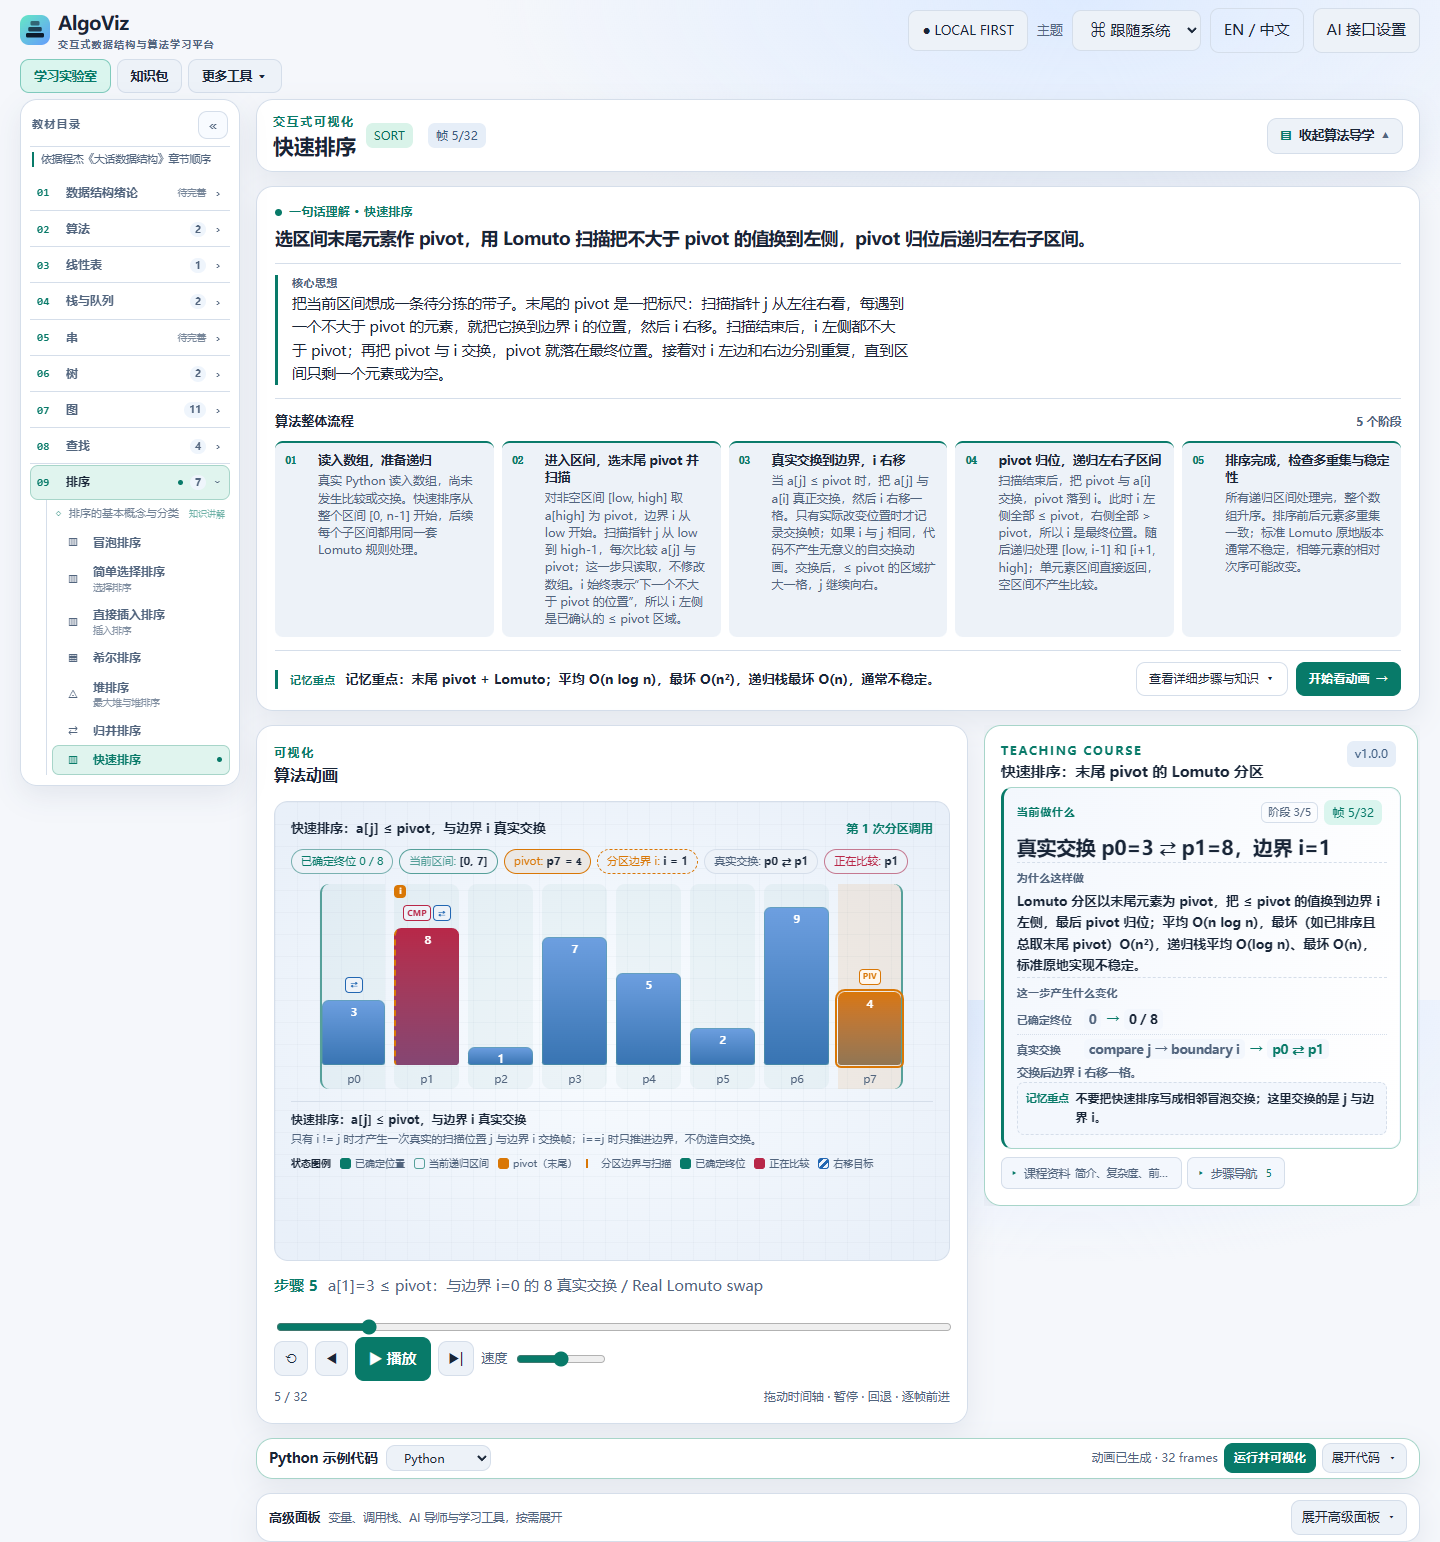 AlgoViz
交互式数据结构与算法学习平台
● LOCAL FIRST
主题
⌘ 跟随系统
EN / 中文
AI 接口设置
学习实验室
知识包
更多工具
教材目录
«
依据程杰《大话数据结构》章节顺序
01 数据结构绪论 待完善 ›
02 算法 2 ›
03 线性表 1 ›
04 栈与队列 2 ›
05 串 待完善 ›
06 树 2 ›
07 图 11 ›
08 查找 4 ›
09 排序 7
排序的基本概念与分类 知识讲解
冒泡排序
简单选择排序
选择排序
直接插入排序
插入排序
希尔排序
堆排序
最大堆与堆排序
归并排序
快速排序
交互式可视化
快速排序
SORT
帧 5/32
收起算法导学
一句话理解 • 快速排序
选区间末尾元素作 pivot，用 Lomuto 扫描把不大于 pivot 的值换到左侧，pivot 归位后递归左右子区间。
核心思想
把当前区间想成一条待分拣的带子。末尾的 pivot 是一把标尺：扫描指针 j 从左往右看，每遇到
一个不大于 pivot 的元素，就把它换到边界 i 的位置，然后 i 右移。扫描结束后，i 左侧都不大
于 pivot；再把 pivot 与 i 交换，pivot 就落在最终位置。接着对 i 左边和右边分别重复，直到区
间只剩一个元素或为空。
算法整体流程
5 个阶段
01 读入数组，准备递归
真实 Python 读入数组，尚未
发生比较或交换。快速排序从
整个区间 [0, n-1] 开始，后续
每个子区间都用同一套
Lomuto 规则处理。
02 进入区间，选末尾 pivot 并
扫描
对非空区间 [low, high] 取
a[high] 为 pivot，边界 i 从
low 开始。扫描指针 j 从 low
到 high-1，每次比较 a[j] 与
pivot；这一步只读取，不修改
数组。i 始终表示“下一个不大
于 pivot 的位置”，所以 i 左侧
是已确认的 ≤ pivot 区域。
03 真实交换到边界，i 右移
当 a[j] ≤ pivot 时，把 a[j] 与
a[i] 真正交换，然后 i 右移一
格。只有实际改变位置时才记
录交换帧；如果 i 与 j 相同，代
码不产生无意义的自交换动
画。交换后，≤ pivot 的区域扩
大一格，j 继续向右。
04 pivot 归位，递归左右子区间
扫描结束后，把 pivot 与 a[i]
交换，pivot 落到 i。此时 i 左
侧全部 ≤ pivot，右侧全部 >
pivot，所以 i 是最终位置。随
后递归处理 [low, i-1] 和 [i+1,
high]；单元素区间直接返回，
空区间不产生比较。
05 排序完成，检查多重集与稳定
性
所有递归区间处理完，整个数
组升序。排序前后元素多重集
一致；标准 Lomuto 原地版本
通常不稳定，相等元素的相对
次序可能改变。
记忆重点 记忆重点：末尾 pivot + Lomuto；平均 O(n log n)，最坏 O(n²)，递归栈最坏 O(n)，通常不稳定。
查看详细步骤与知识
开始看动画 →
可视化
算法动画
快速排序：a[j] ≤ pivot，与边界 i 真实交换
第 1 次分区调用
已确定终位 0 / 8
当前区间: [0, 7]
pivot: p7 = 4
分区边界 i: i = 1
真实交换: p0 ⇄ p1
正在比较: p1
i
CMP ⇄
⇄
PIV
3 8 1 7 5 2 9 4
p0 p1 p2 p3 p4 p5 p6 p7
快速排序：a[j] ≤ pivot，与边界 i 真实交换
只有 i != j 时才产生一次真实的扫描位置 j 与边界 i 交换帧；i==j 时只推进边界，不伪造自交换。
状态图例 已确定位置 当前递归区间 pivot（末尾） 分区边界与扫描 已确定终位 正在比较 右移目标
步骤 5 a[1]=3 ≤ pivot：与边界 i=0 的 8 真实交换 / Real Lomuto swap
▶ 播放
速度
5 / 32
拖动时间轴 · 暂停 · 回退 · 逐帧前进
TEACHING COURSE
快速排序：末尾 pivot 的 Lomuto 分区
v1.0.0
当前做什么
阶段 3/5
帧 5/32
真实交换 p0=3 ⇄ p1=8，边界 i=1
为什么这样做
Lomuto 分区以末尾元素为 pivot，把 ≤ pivot 的值换到边界 i
左侧，最后 pivot 归位；平均 O(n log n)，最坏（如已排序且
总取末尾 pivot）O(n²)，递归栈平均 O(log n)、最坏 O(n)，
标准原地实现不稳定。
这一步产生什么变化
已确定终位 0 → 0 / 8
真实交换 compare j → boundary i → p0 ⇄ p1
交换后边界 i 右移一格。
记忆重点 不要把快速排序写成相邻冒泡交换；这里交换的是 j 与边
界 i。
课程资料 简介、复杂度、前...
步骤导航 5
Python 示例代码
Python
动画已生成 · 32 frames
运行并可视化
展开代码
高级面板 变量、调用栈、AI 导师与学习工具，按需展开
展开高级面板